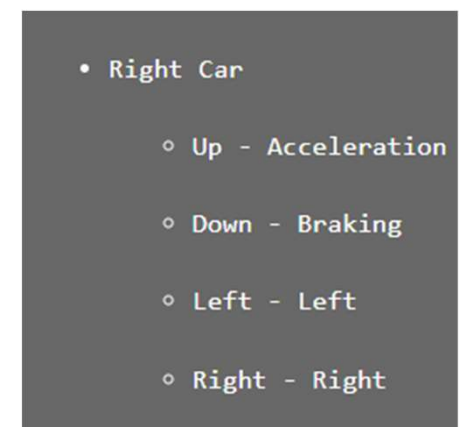 • Right Car
○ Up - Acceleration
○ Down - Braking
○ Left - Left
○ Right - Right